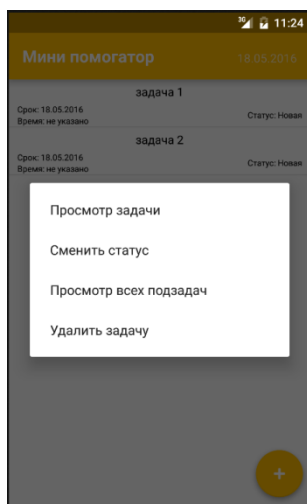 3G 11:24
Мини помогатор 18.05.2016
задача 1
Срок: 18.05.2016
Время: не указано Статус: Новая
задача 2
Срок: 18.05.2016
Время: не указано Статус: Новая
Просмотр задачи
Сменить статус
Просмотр всех подзадач
Удалить задачу
+